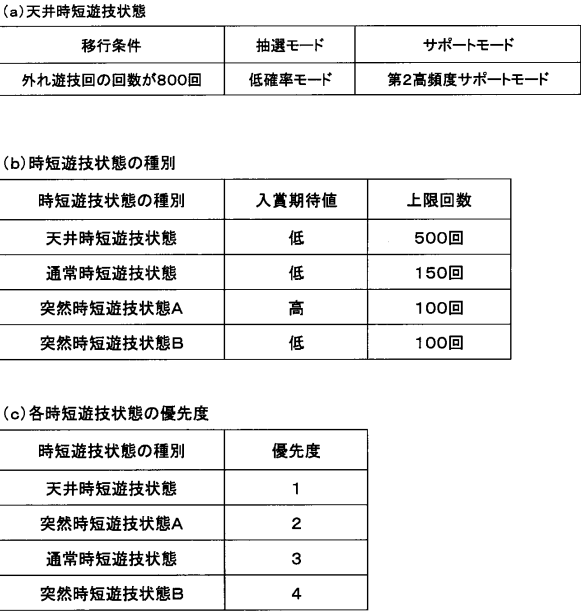 (a)天井時短遊技状態
移行条件 抽選モード サポートモード
外れ遊技回の回数が800回 低確率モード 第2高頻度サポートモード
(b)時短遊技状態の種別
時短遊技状態の種別 入賞期待値 上限回数
天井時短遊技状態 低 500回
通常時短遊技状態 低 150回
突然時短遊技状態A 高 100回
突然時短遊技状態B 低 100回
(c)各時短遊技状態の優先度
時短遊技状態の種別 優先度
天井時短遊技状態 1
突然時短遊技状態A 2
通常時短遊技状態 3
突然時短遊技状態B 4